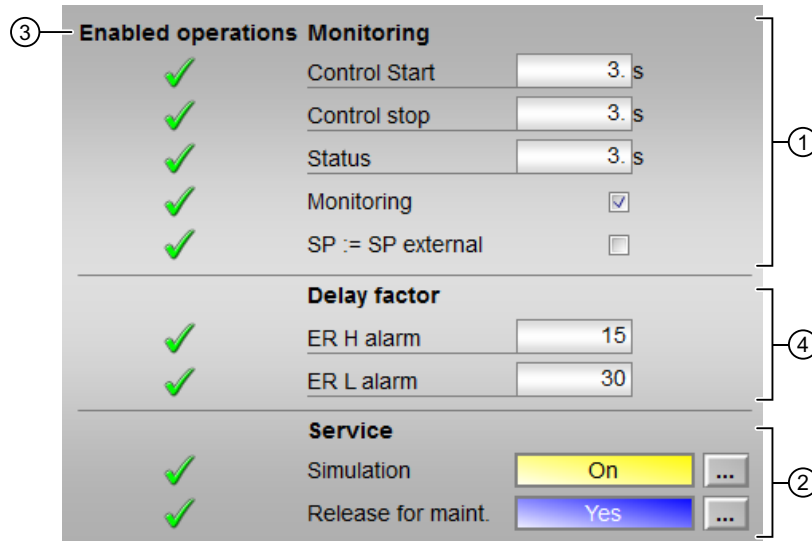 ③ Enabled operations Monitoring
Control Start 3. s
Control stop 3. s
Status 3. s
Monitoring
SP := SP external
①
Delay factor
ER H alarm 15
ER L alarm 30
④
Service
Simulation On ...
Release for maint. Yes ...
②